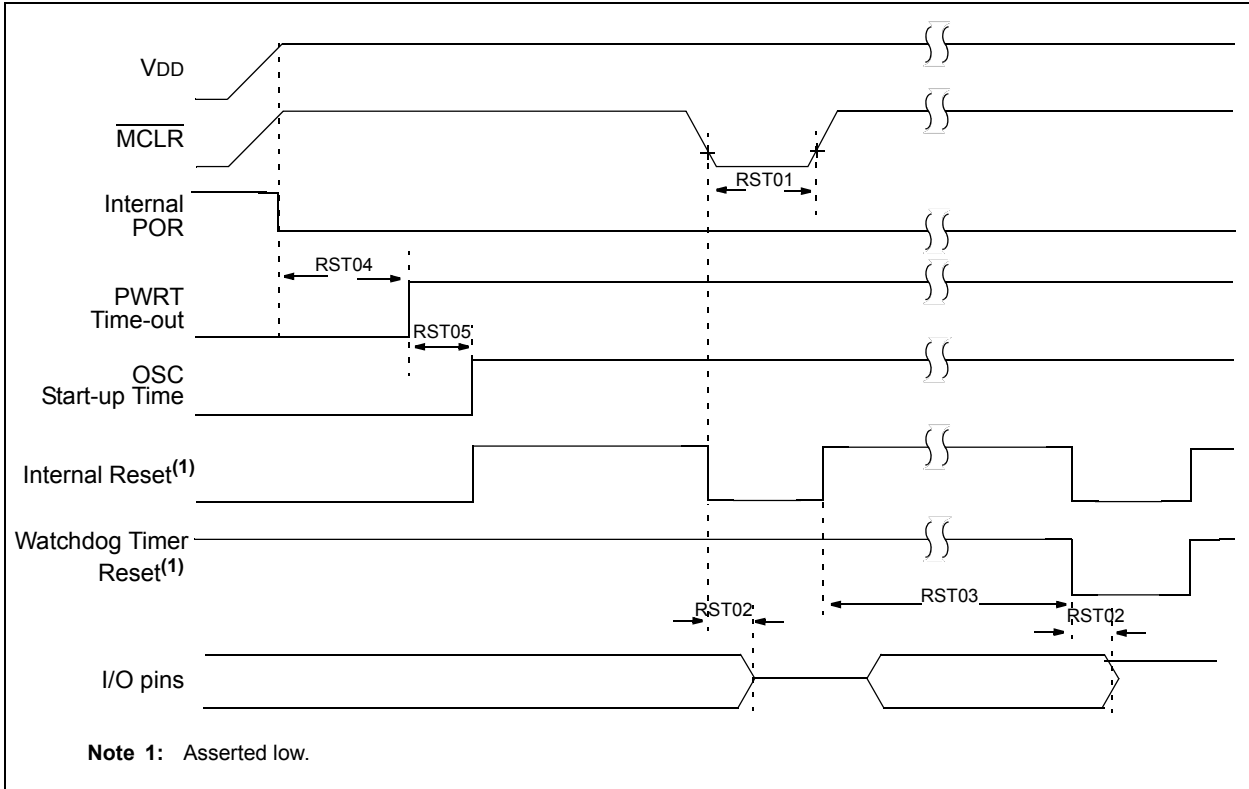 VDD
MCLR
RST01
Internal
POR
RST04
PWRT
Time-out
RST05
OSC
Start-up Time
Internal Reset(1)
Watchdog Timer
Reset(1)
RST03
RST02
RST02
I/O pins
Note 1: Asserted low.